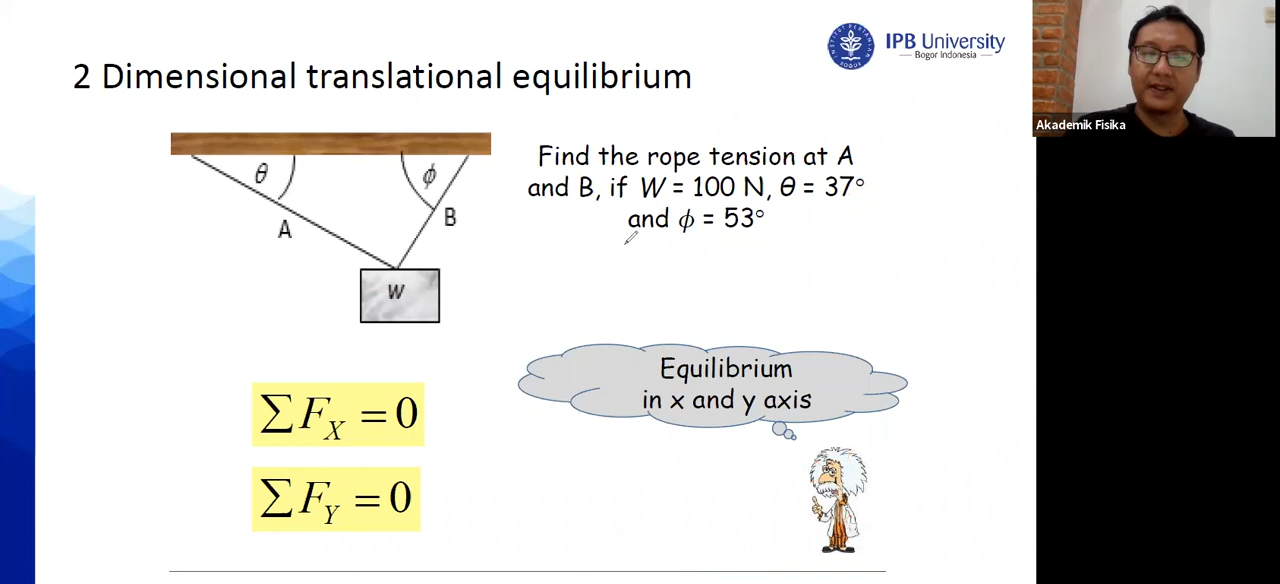 IPB University
Bogor Indonesia
2 Dimensional translational equilibrium
Akademik Fisika
θ
ϕ
A
B
W
Find the rope tension at A
and B, if W = 100 N, θ = 37°
and ϕ = 53°
Equilibrium
in x and y axis
∑F_X = 0
∑F_Y = 0